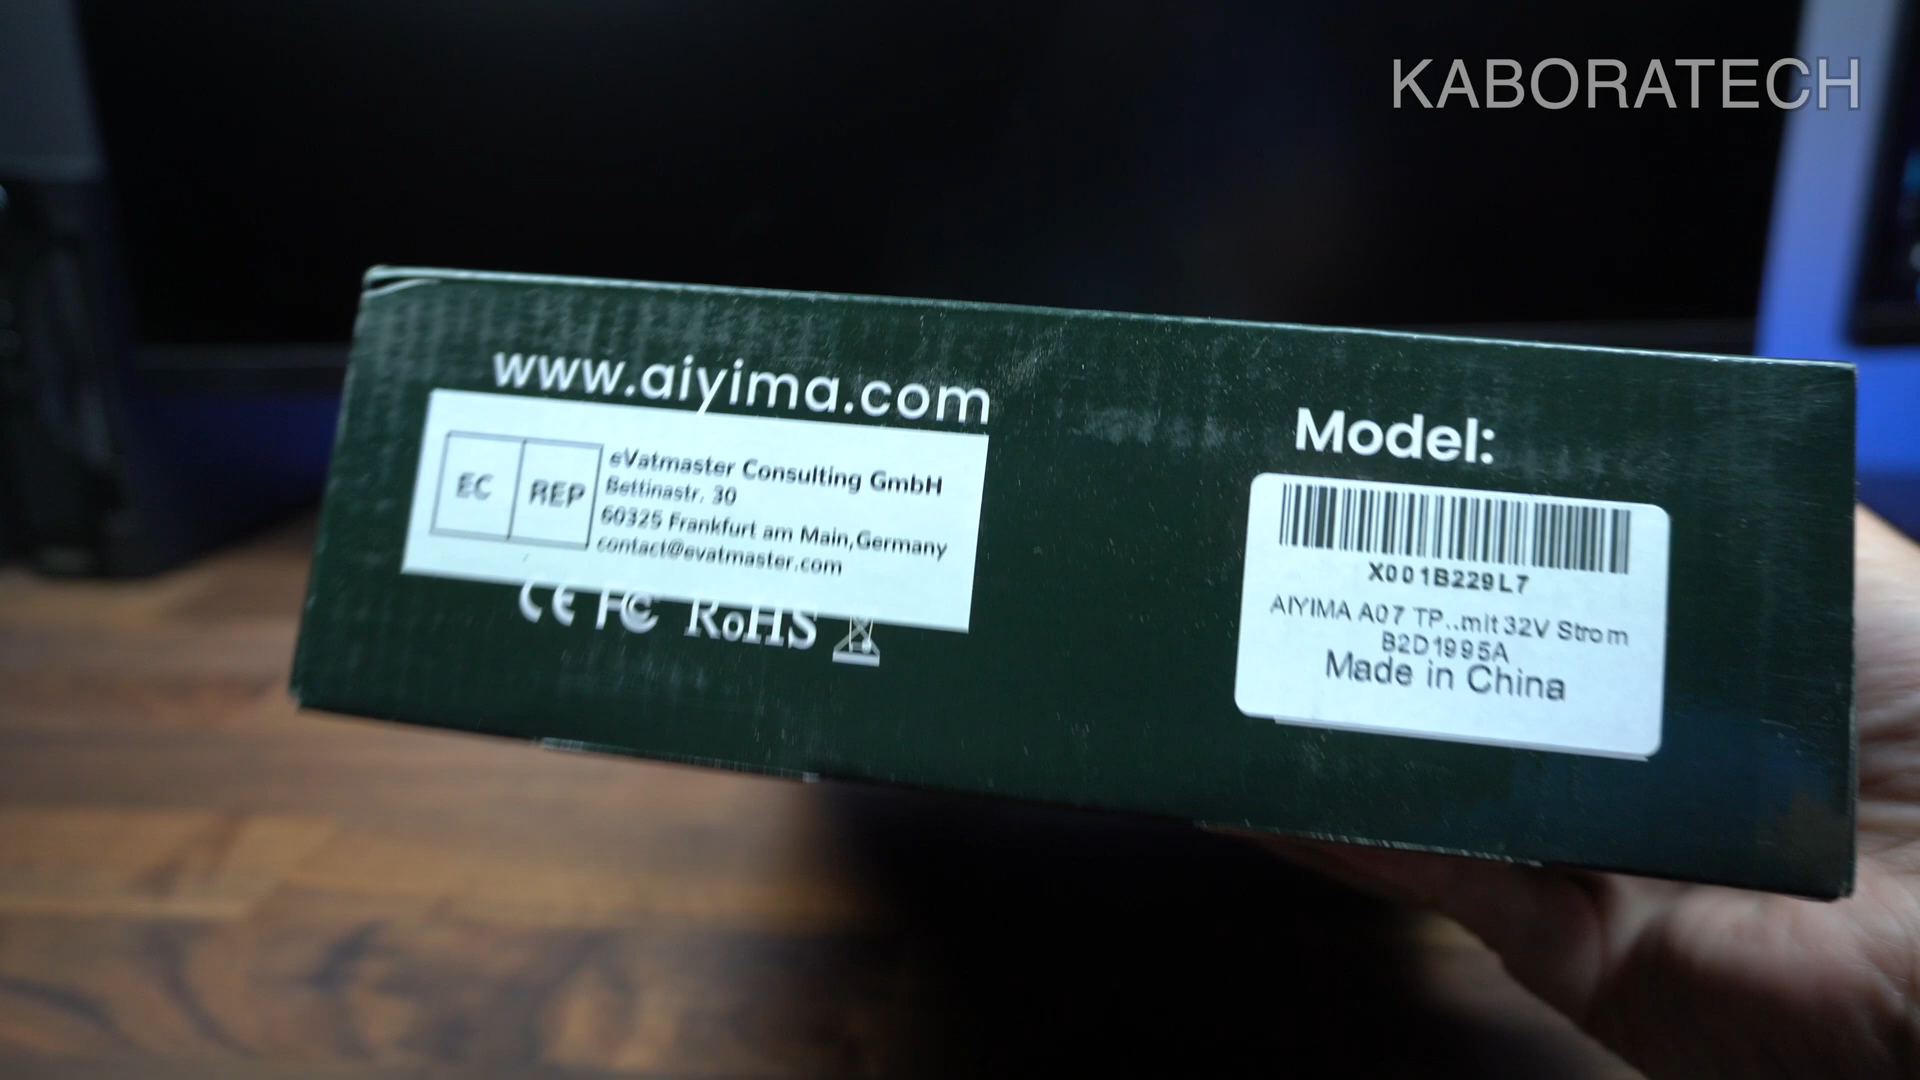 KABORATECH
www.aiyima.com
EC REP
eVatmaster Consulting GmbH
Bettinastr. 30
60325 Frankfurt am Main,Germany
contact@evatmaster.com
CE FC RoHS
Model:
X001B229L7
AIYIMA A07 TP..mit 32V Strom
B2D1995A
Made in China